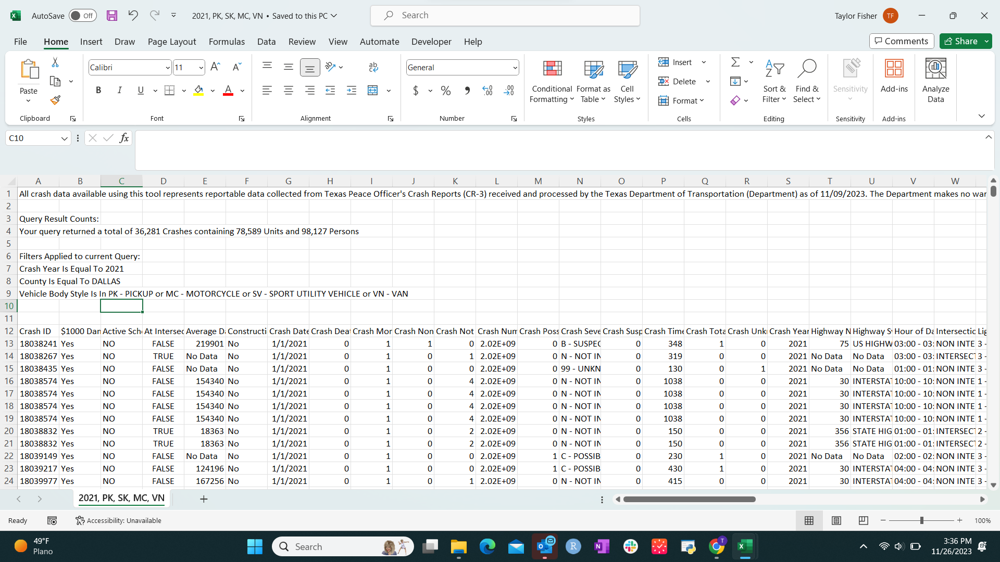 AutoSave Off 2021, PK, SK, MC, VN • Saved to this PC Search Taylor Fisher TF
File Home Insert Draw Page Layout Formulas Data Review View Automate Developer Help Comments Share
Paste
Clipboard
Calibri 11
B I U A
Font
ab
Alignment
General
$ % ,
Number
Conditional Formatting
Format as Table
Cell Styles
Styles
Insert
Delete
Format
Cells
Sort & Filter
Find & Select
Editing
Sensitivity
Sensitivity
Add-ins
Add-ins
Analyze Data
C10 fx
A B C D E F G H I J K L M N O P Q R S T U V W
1 All crash data available using this tool represents reportable data collected from Texas Peace Officer's Crash Reports (CR-3) received and processed by the Texas Department of Transportation (Department) as of 11/09/2023. The Department makes no war
2
3 Query Result Counts:
4 Your query returned a total of 36,281 Crashes containing 78,589 Units and 98,127 Persons
5
6 Filters Applied to current Query:
7 Crash Year Is Equal To 2021
8 County Is Equal To DALLAS
9 Vehicle Body Style Is In PK - PICKUP or MC - MOTORCYCLE or SV - SPORT UTILITY VEHICLE or VN - VAN
10
11
12 Crash ID $1000 Dan Active Sch At Intersec Average Da Constructi Crash Date Crash Deat Crash Mor Crash Non Crash Not Crash Num Crash Poss Crash Seve Crash Susp Crash Time Crash Tota Crash Unk Crash Year Highway N Highway Sy Hour of Da Intersectio Lig
13 18038241 Yes NO FALSE 219901 No 1/1/2021 0 1 1 0 2.02E+09 0 B - SUSPEC 0 348 1 0 2021 75 US HIGHW 03:00 - 03: NON INTE 3 -
14 18038267 Yes NO TRUE No Data No 1/1/2021 0 1 0 1 2.02E+09 0 N - NOT IN 0 319 0 0 2021 No Data No Data 03:00 - 03: INTERSECT 3 -
15 18038435 Yes NO FALSE No Data No 1/1/2021 0 1 0 0 2.02E+09 0 99 - UNKN 0 130 0 1 2021 No Data No Data 01:00 - 01: NON INTE 3 -
16 18038574 Yes NO FALSE 154340 No 1/1/2021 0 1 0 4 2.02E+09 0 N - NOT IN 0 1038 0 0 2021 30 INTERSTAT 10:00 - 10: NON INTE 1 -
17 18038574 Yes NO FALSE 154340 No 1/1/2021 0 1 0 4 2.02E+09 0 N - NOT IN 0 1038 0 0 2021 30 INTERSTAT 10:00 - 10: NON INTE 1 -
18 18038574 Yes NO FALSE 154340 No 1/1/2021 0 1 0 4 2.02E+09 0 N - NOT IN 0 1038 0 0 2021 30 INTERSTAT 10:00 - 10: NON INTE 1 -
19 18038574 Yes NO FALSE 154340 No 1/1/2021 0 1 0 4 2.02E+09 0 N - NOT IN 0 1038 0 0 2021 30 INTERSTAT 10:00 - 10: NON INTE 1 -
20 18038832 Yes NO TRUE 18363 No 1/1/2021 0 1 0 2 2.02E+09 0 N - NOT IN 0 150 0 0 2021 356 STATE HIG 01:00 - 01: INTERSECT 2 -
21 18038832 Yes NO TRUE 18363 No 1/1/2021 0 1 0 2 2.02E+09 0 N - NOT IN 0 150 0 0 2021 356 STATE HIG 01:00 - 01: INTERSECT 2 -
22 18039149 Yes NO FALSE No Data No 1/1/2021 0 1 0 0 2.02E+09 1 C - POSSIB 0 230 1 0 2021 No Data No Data 02:00 - 02: NON INTE 3 -
23 18039217 Yes NO FALSE 124196 No 1/1/2021 0 1 0 0 2.02E+09 1 C - POSSIB 0 430 1 0 2021 30 INTERSTAT 04:00 - 04: NON INTE 3 -
24 18039977 Yes NO FALSE 167256 No 1/1/2021 0 1 0 1 2.02E+09 0 N - NOT IN 0 415 0 0 2021 30 INTERSTAT 04:00 - 04: NON INTE 3 -
2021, PK, SK, MC, VN
Ready Accessibility: Unavailable 100%
49°F
Plano
Search
3:36 PM
11/26/2023